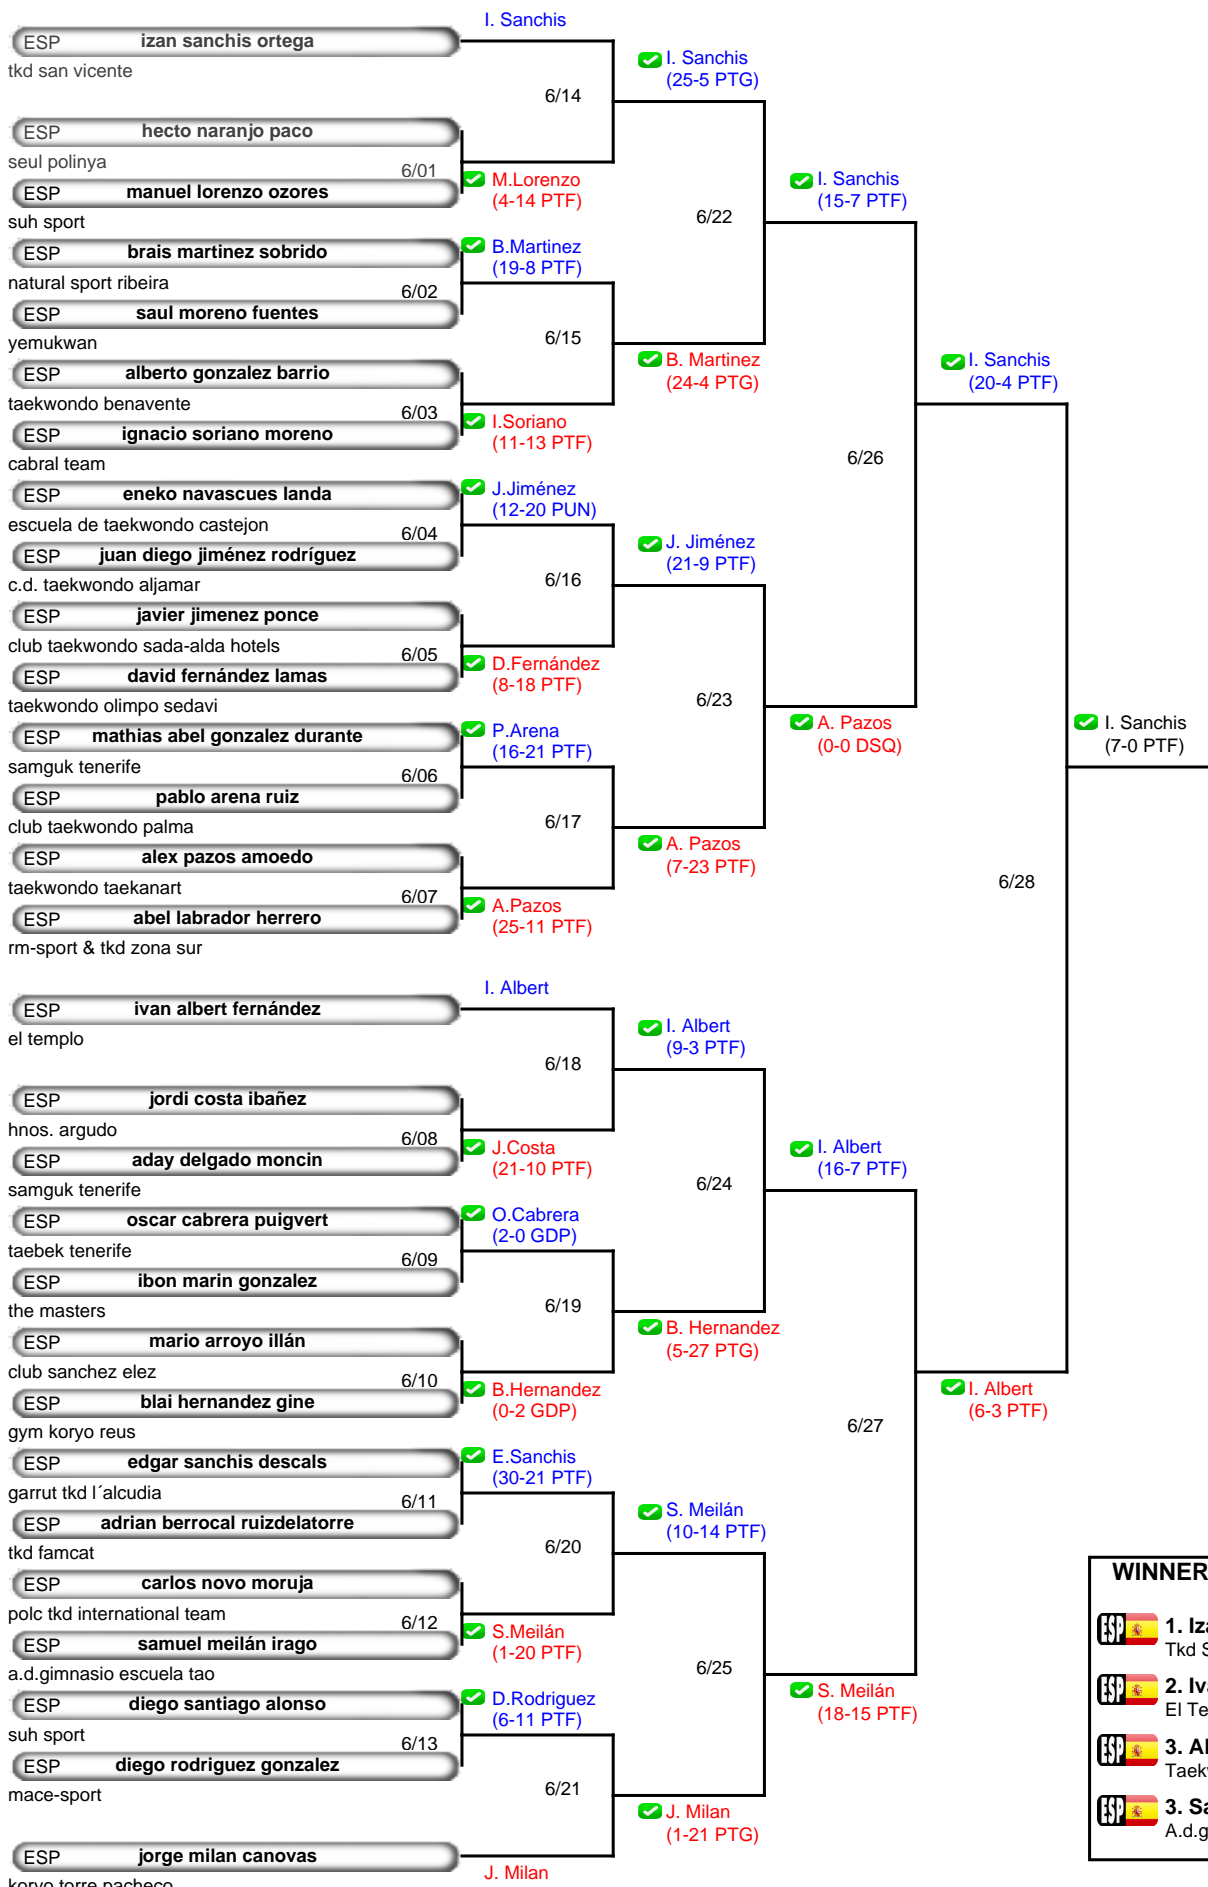 I. Sanchis
ESP izan sanchis ortega
tkd san vicente
I. Sanchis
(25-5 PTG)
6/14
ESP hecto naranjo paco
seul polinya
6/01
ESP manuel lorenzo ozores
suh sport
M.Lorenzo
(4-14 PTF)
I. Sanchis
(15-7 PTF)
6/22
ESP brais martinez sobrido
natural sport ribeira
B.Martinez
(19-8 PTF)
6/02
ESP saul moreno fuentes
yemukwan
6/15
B. Martinez
(24-4 PTG)
ESP alberto gonzalez barrio
taekwondo benavente
6/03
ESP ignacio soriano moreno
cabral team
I.Soriano
(11-13 PTF)
I. Sanchis
(20-4 PTF)
6/26
ESP eneko navascues landa
escuela de taekwondo castejon
J.Jiménez
(12-20 PUN)
6/04
ESP juan diego jiménez rodríguez
c.d. taekwondo aljamar
J. Jiménez
(21-9 PTF)
6/16
ESP javier jimenez ponce
club taekwondo sada-alda hotels
6/05
ESP david fernández lamas
taekwondo olimpo sedavi
D.Fernández
(8-18 PTF)
6/23
A. Pazos
(0-0 DSQ)
I. Sanchis
(7-0 PTF)
ESP mathias abel gonzalez durante
samguk tenerife
P.Arena
(16-21 PTF)
6/06
ESP pablo arena ruiz
club taekwondo palma
6/17
A. Pazos
(7-23 PTF)
ESP alex pazos amoedo
taekwondo taekanart
6/07
ESP abel labrador herrero
rm-sport & tkd zona sur
A.Pazos
(25-11 PTF)
6/28
I. Albert
ESP ivan albert fernández
el templo
I. Albert
(9-3 PTF)
6/18
ESP jordi costa ibañez
hnos. argudo
6/08
ESP aday delgado moncin
samguk tenerife
J.Costa
(21-10 PTF)
I. Albert
(16-7 PTF)
6/24
ESP oscar cabrera puigvert
taebek tenerife
O.Cabrera
(2-0 GDP)
6/09
ESP ibon marin gonzalez
the masters
6/19
B. Hernandez
(5-27 PTG)
ESP mario arroyo illán
club sanchez elez
6/10
ESP blai hernandez gine
gym koryo reus
B.Hernandez
(0-2 GDP)
I. Albert
(6-3 PTF)
6/27
ESP edgar sanchis descals
garrut tkd l´alcudia
E.Sanchis
(30-21 PTF)
6/11
ESP adrian berrocal ruizdelatorre
tkd famcat
S. Meilán
(10-14 PTF)
6/20
ESP carlos novo moruja
polc tkd international team
6/12
ESP samuel meilán irago
a.d.gimnasio escuela tao
S.Meilán
(1-20 PTF)
6/25
S. Meilán
(18-15 PTF)
ESP diego santiago alonso
suh sport
D.Rodriguez
(6-11 PTF)
6/13
ESP diego rodriguez gonzalez
mace-sport
6/21
J. Milan
(1-21 PTG)
ESP jorge milan canovas
koryo torre pacheco
J. Milan
WINNER
ESP 1. Iza
Tkd S
ESP 2. Iva
El Te
ESP 3. Al
Taekw
ESP 3. Sa
A.d.g